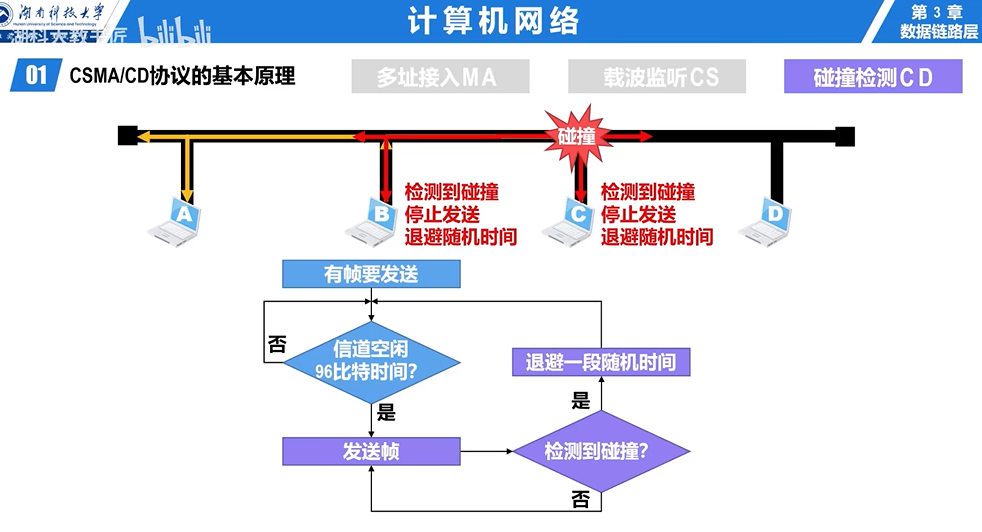 湖南科技大学
Hunan University of Science and Technology
计算机网络
第 3 章
数据链路层
湖科大教书匠
bilibili
01
CSMA/CD协议的基本原理
多址接入MA
载波监听CS
碰撞检测CD
碰撞
A
B
检测到碰撞
停止发送
退避随机时间
C
检测到碰撞
停止发送
退避随机时间
D
有帧要发送
否
信道空闲
96比特时间?
是
发送帧
退避一段随机时间
是
检测到碰撞?
否